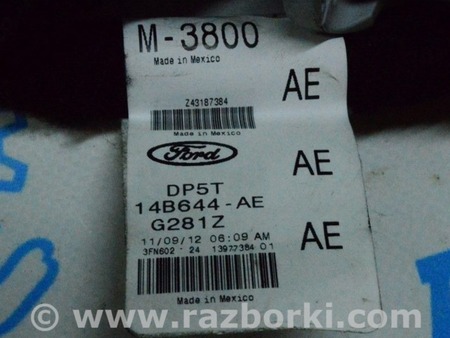 M-3800
Made in Mexico
AE
Z43187384
Made in Mexico
Ford
AE
DP5T
14B644-AE
G281Z
AE
11/09/12 06:09 AM
3FN602 24 13977384 01
Made in Mexico
© www.razborki.com